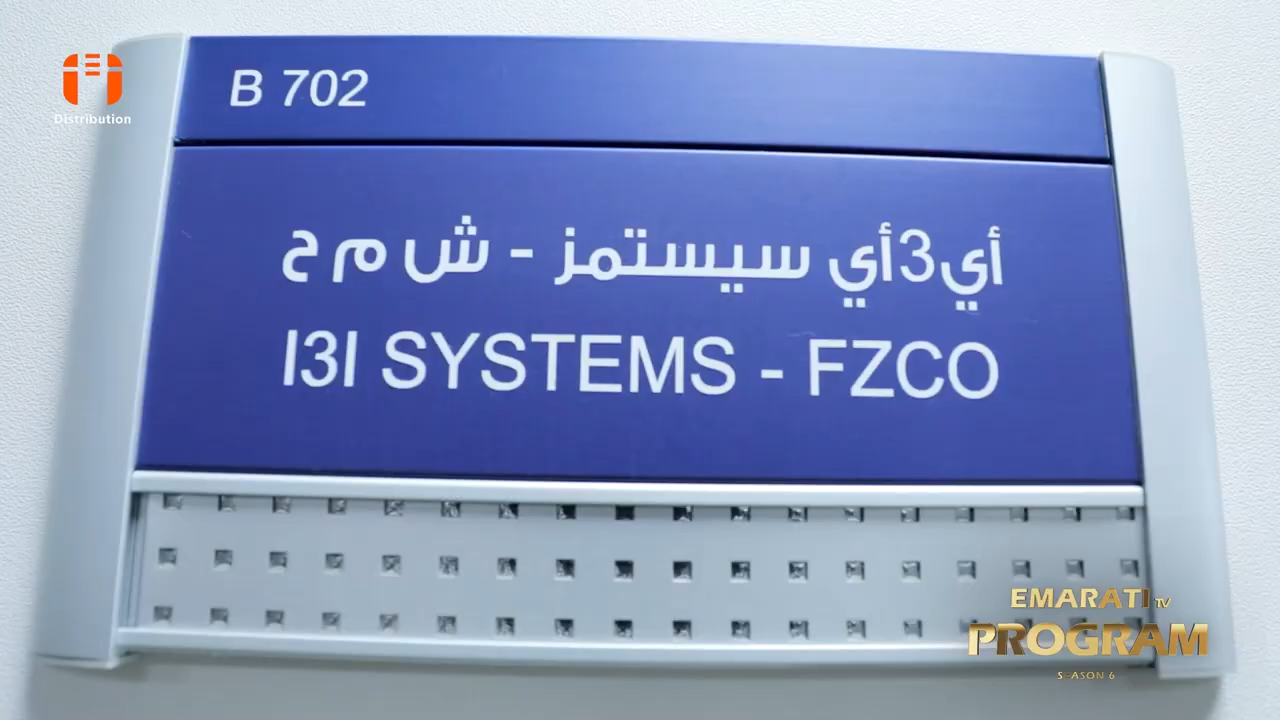 Distribution
B 702
أي3أي سيستمز - ش م ح
I3I SYSTEMS - FZCO
EMARATI TV
PROGRAM
SEASON 6